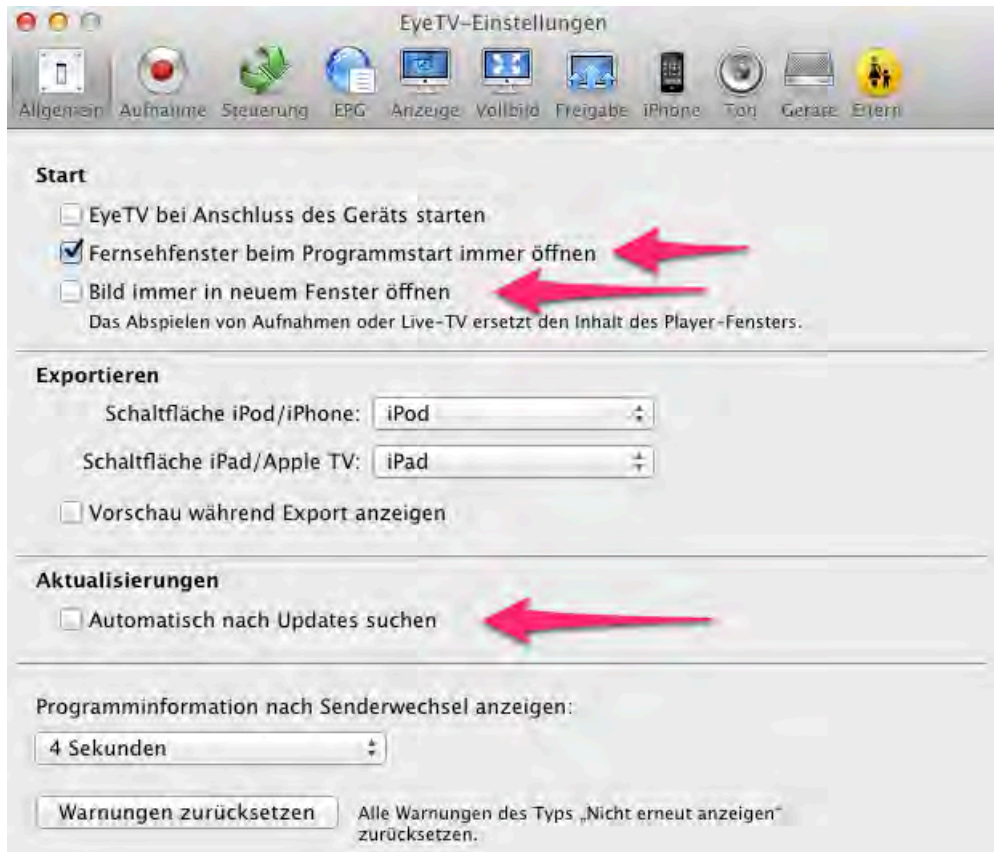 EyeTV-Einstellungen
Allgemein Aufnahme Steuerung EPG Anzeige Vollbild Freigabe iPhone Ton Geräte Eltern
Start
EyeTV bei Anschluss des Geräts starten
Fernsehfenster beim Programmstart immer öffnen
Bild immer in neuem Fenster öffnen
Das Abspielen von Aufnahmen oder Live-TV ersetzt den Inhalt des Player-Fensters.
Exportieren
Schaltfläche iPod/iPhone: iPod
Schaltfläche iPad/Apple TV: iPad
Vorschau während Export anzeigen
Aktualisierungen
Automatisch nach Updates suchen
Programminformation nach Senderwechsel anzeigen:
4 Sekunden
Warnungen zurücksetzen Alle Warnungen des Typs „Nicht erneut anzeigen“
zurücksetzen.